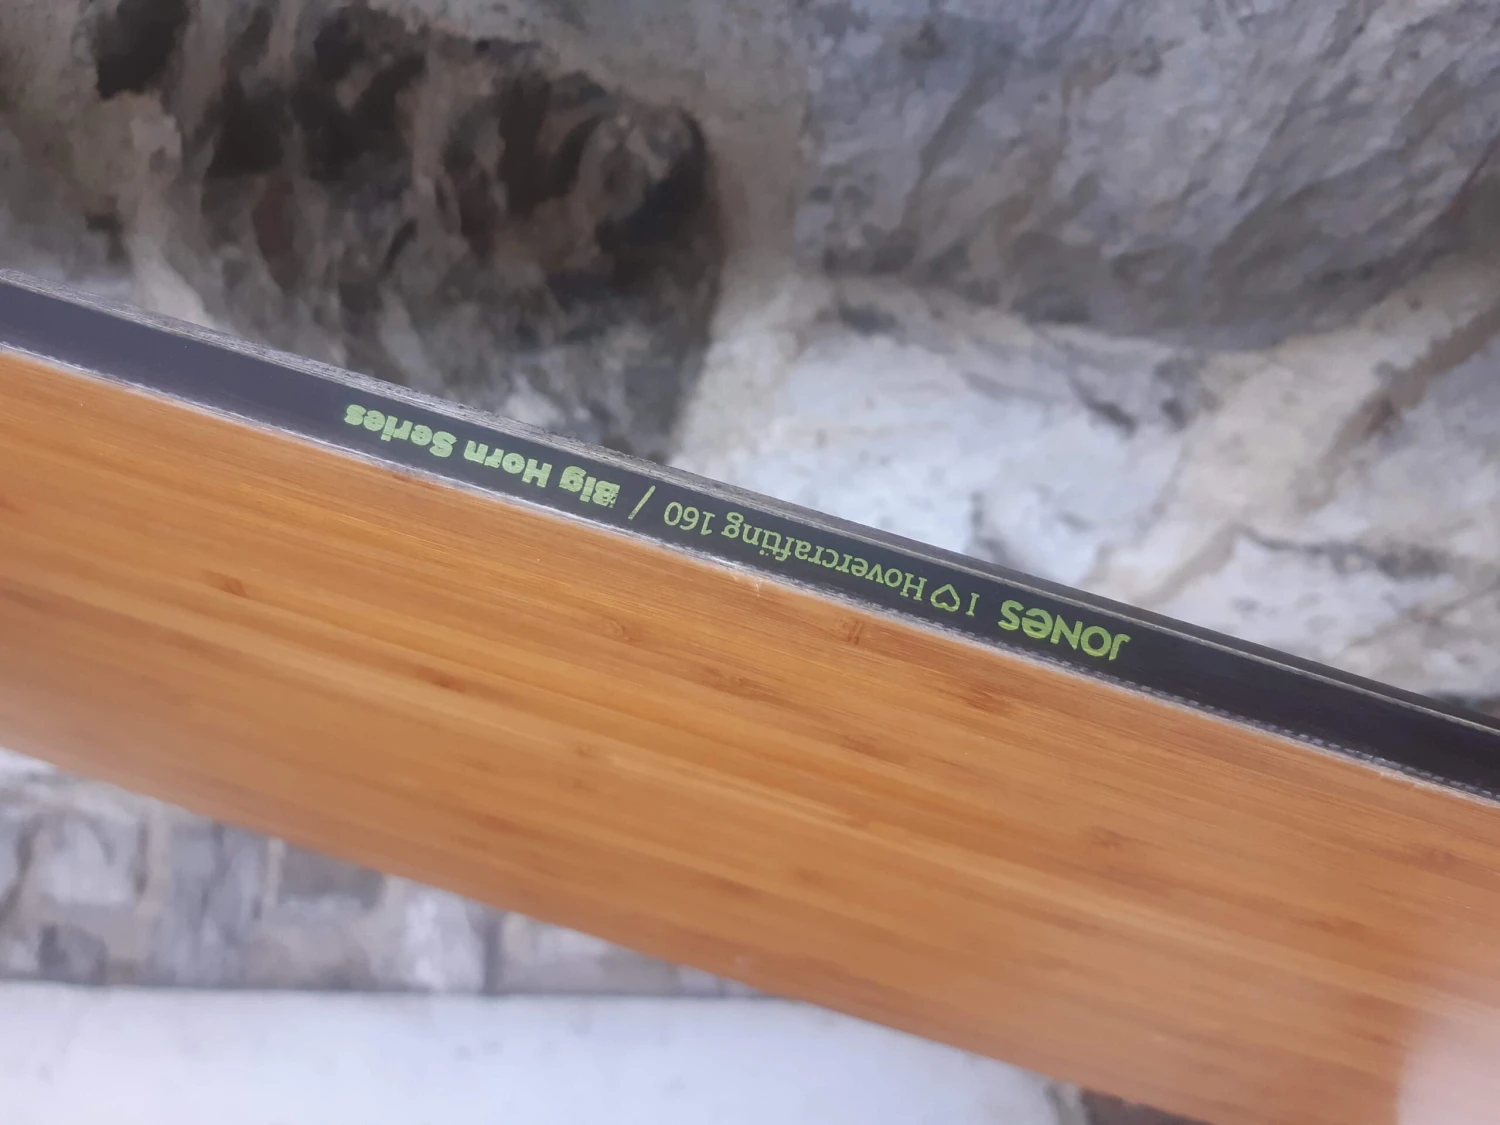 JONES I ♡ Hovercrafting 160 / Big Horn Series